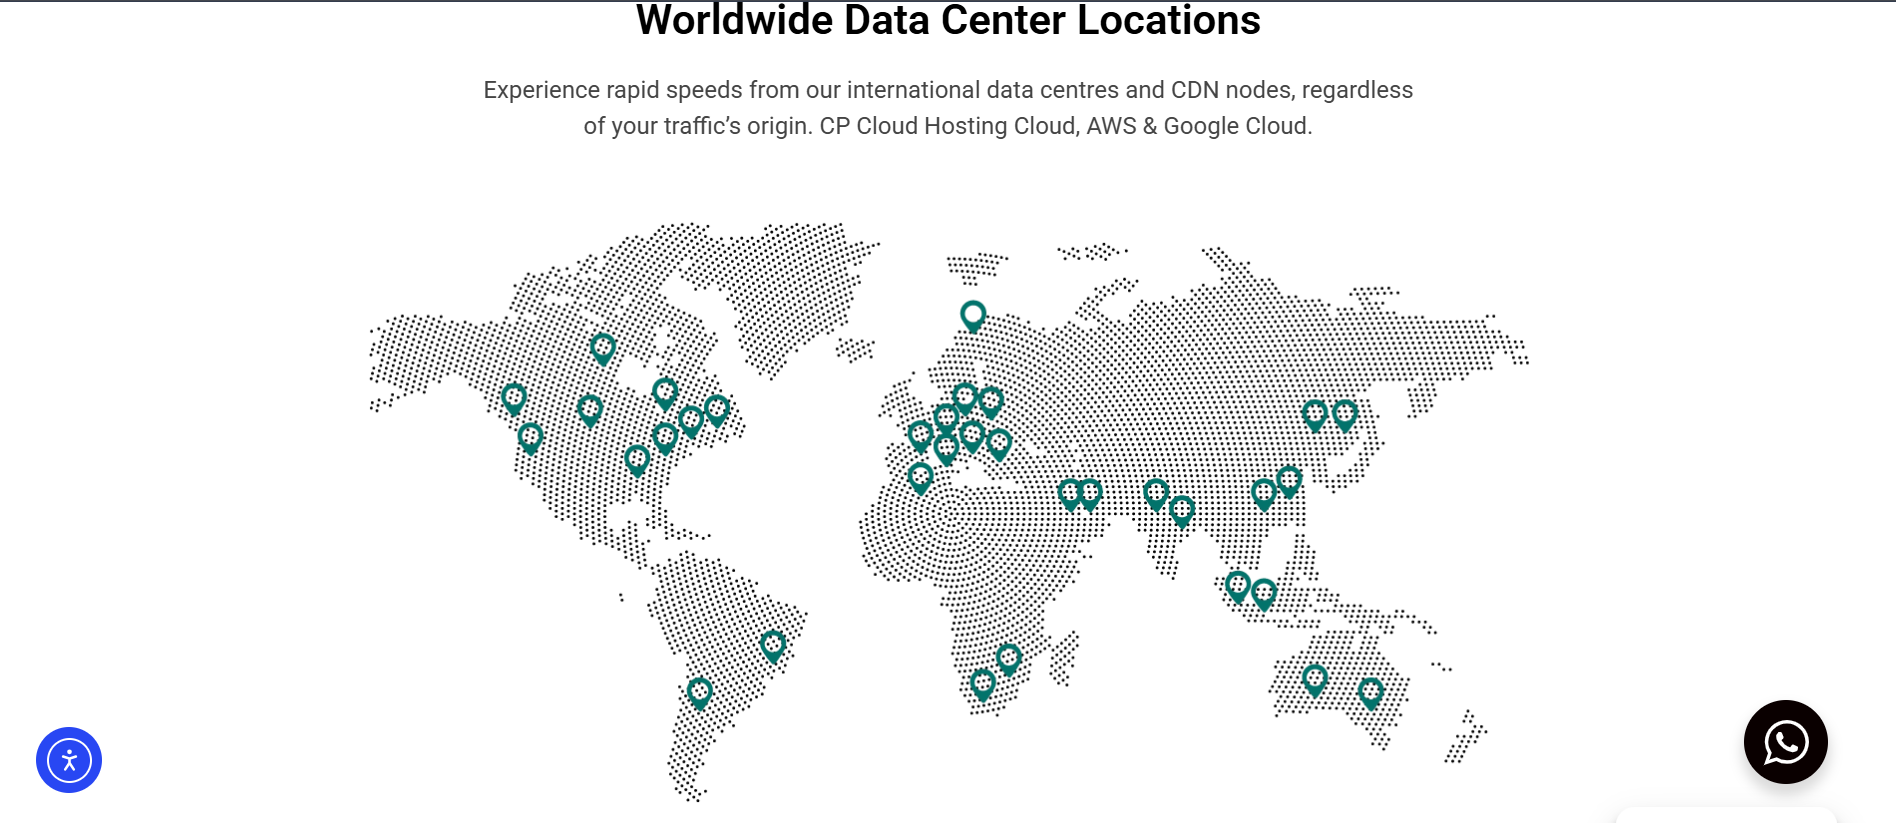 Worldwide Data Center Locations
Experience rapid speeds from our international data centres and CDN nodes, regardless
of your traffic’s origin. CP Cloud Hosting Cloud, AWS & Google Cloud.